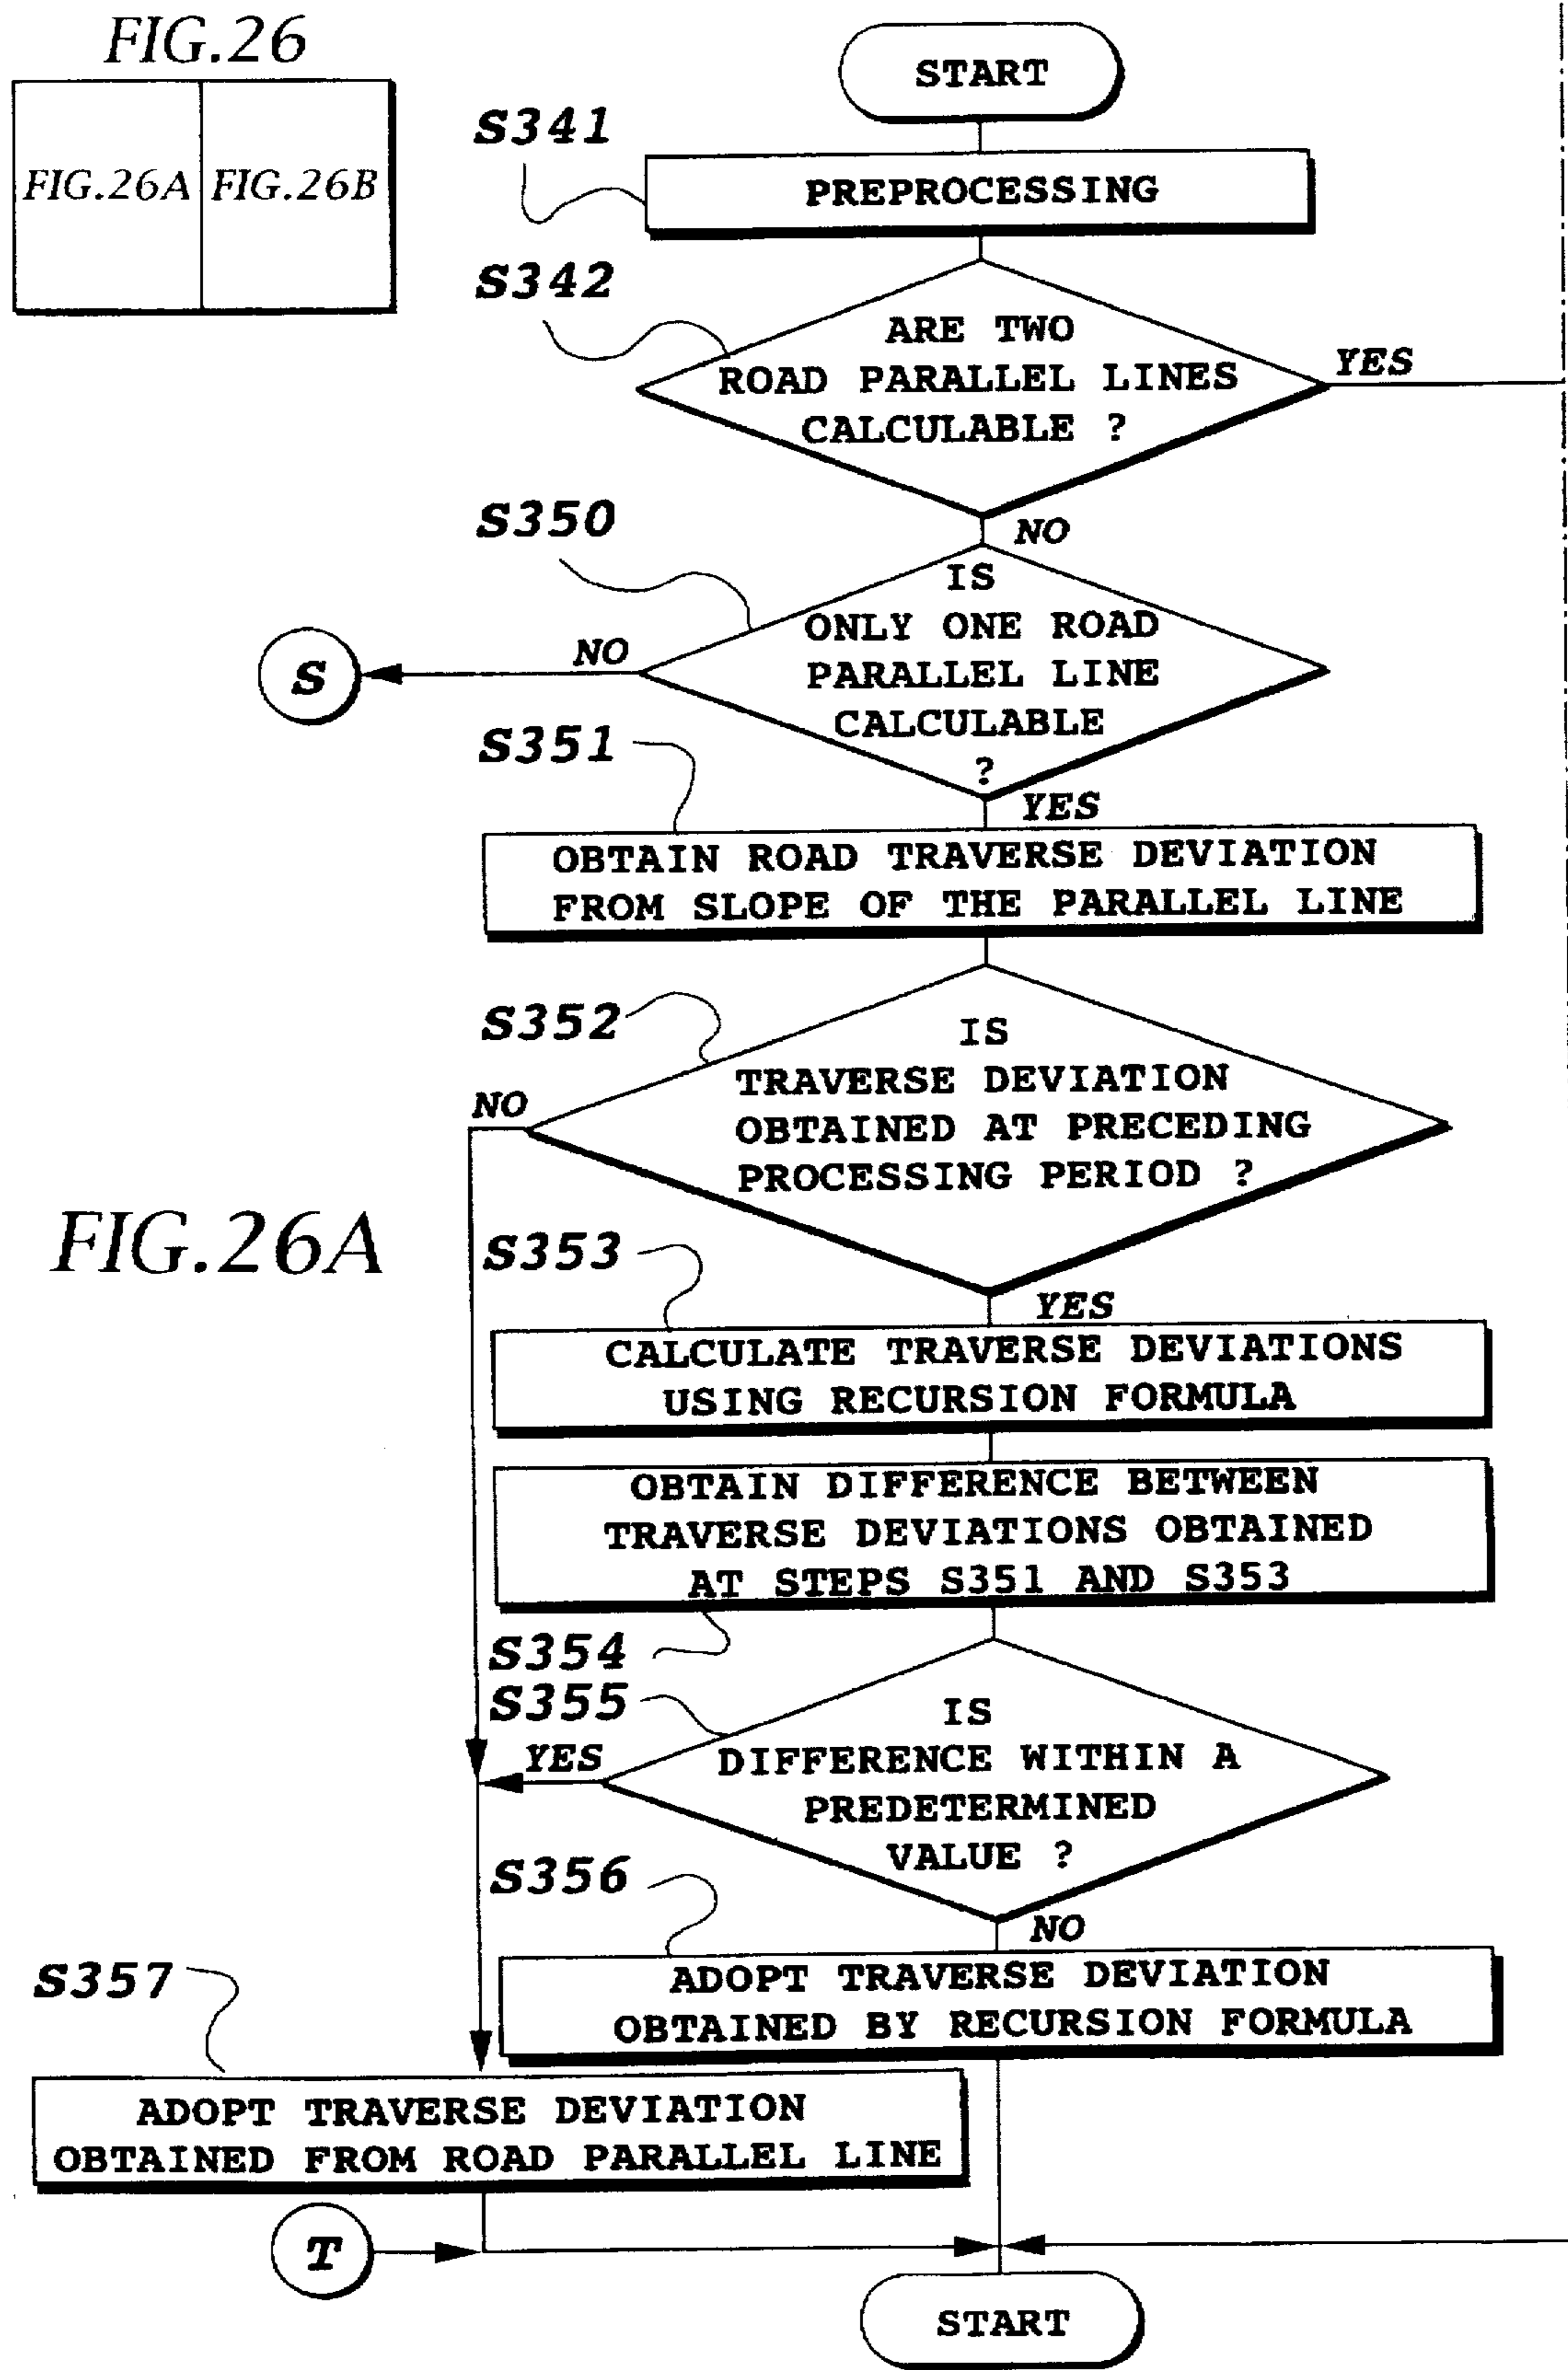 FIG.26
FIG.26A FIG.26B
START
S341
PREPROCESSING
S342
ARE TWO
ROAD PARALLEL LINES
CALCULABLE ?
YES
NO
S350
IS
ONLY ONE ROAD
PARALLEL LINE
CALCULABLE
?
NO
S
YES
S351
OBTAIN ROAD TRAVERSE DEVIATION
FROM SLOPE OF THE PARALLEL LINE
S352
IS
TRAVERSE DEVIATION
OBTAINED AT PRECEDING
PROCESSING PERIOD ?
NO
YES
FIG.26A
S353
CALCULATE TRAVERSE DEVIATIONS
USING RECURSION FORMULA
OBTAIN DIFFERENCE BETWEEN
TRAVERSE DEVIATIONS OBTAINED
AT STEPS S351 AND S353
S354
S355
IS
DIFFERENCE WITHIN A
PREDETERMINED
VALUE ?
YES
NO
S356
ADOPT TRAVERSE DEVIATION
OBTAINED BY RECURSION FORMULA
S357
ADOPT TRAVERSE DEVIATION
OBTAINED FROM ROAD PARALLEL LINE
T
START